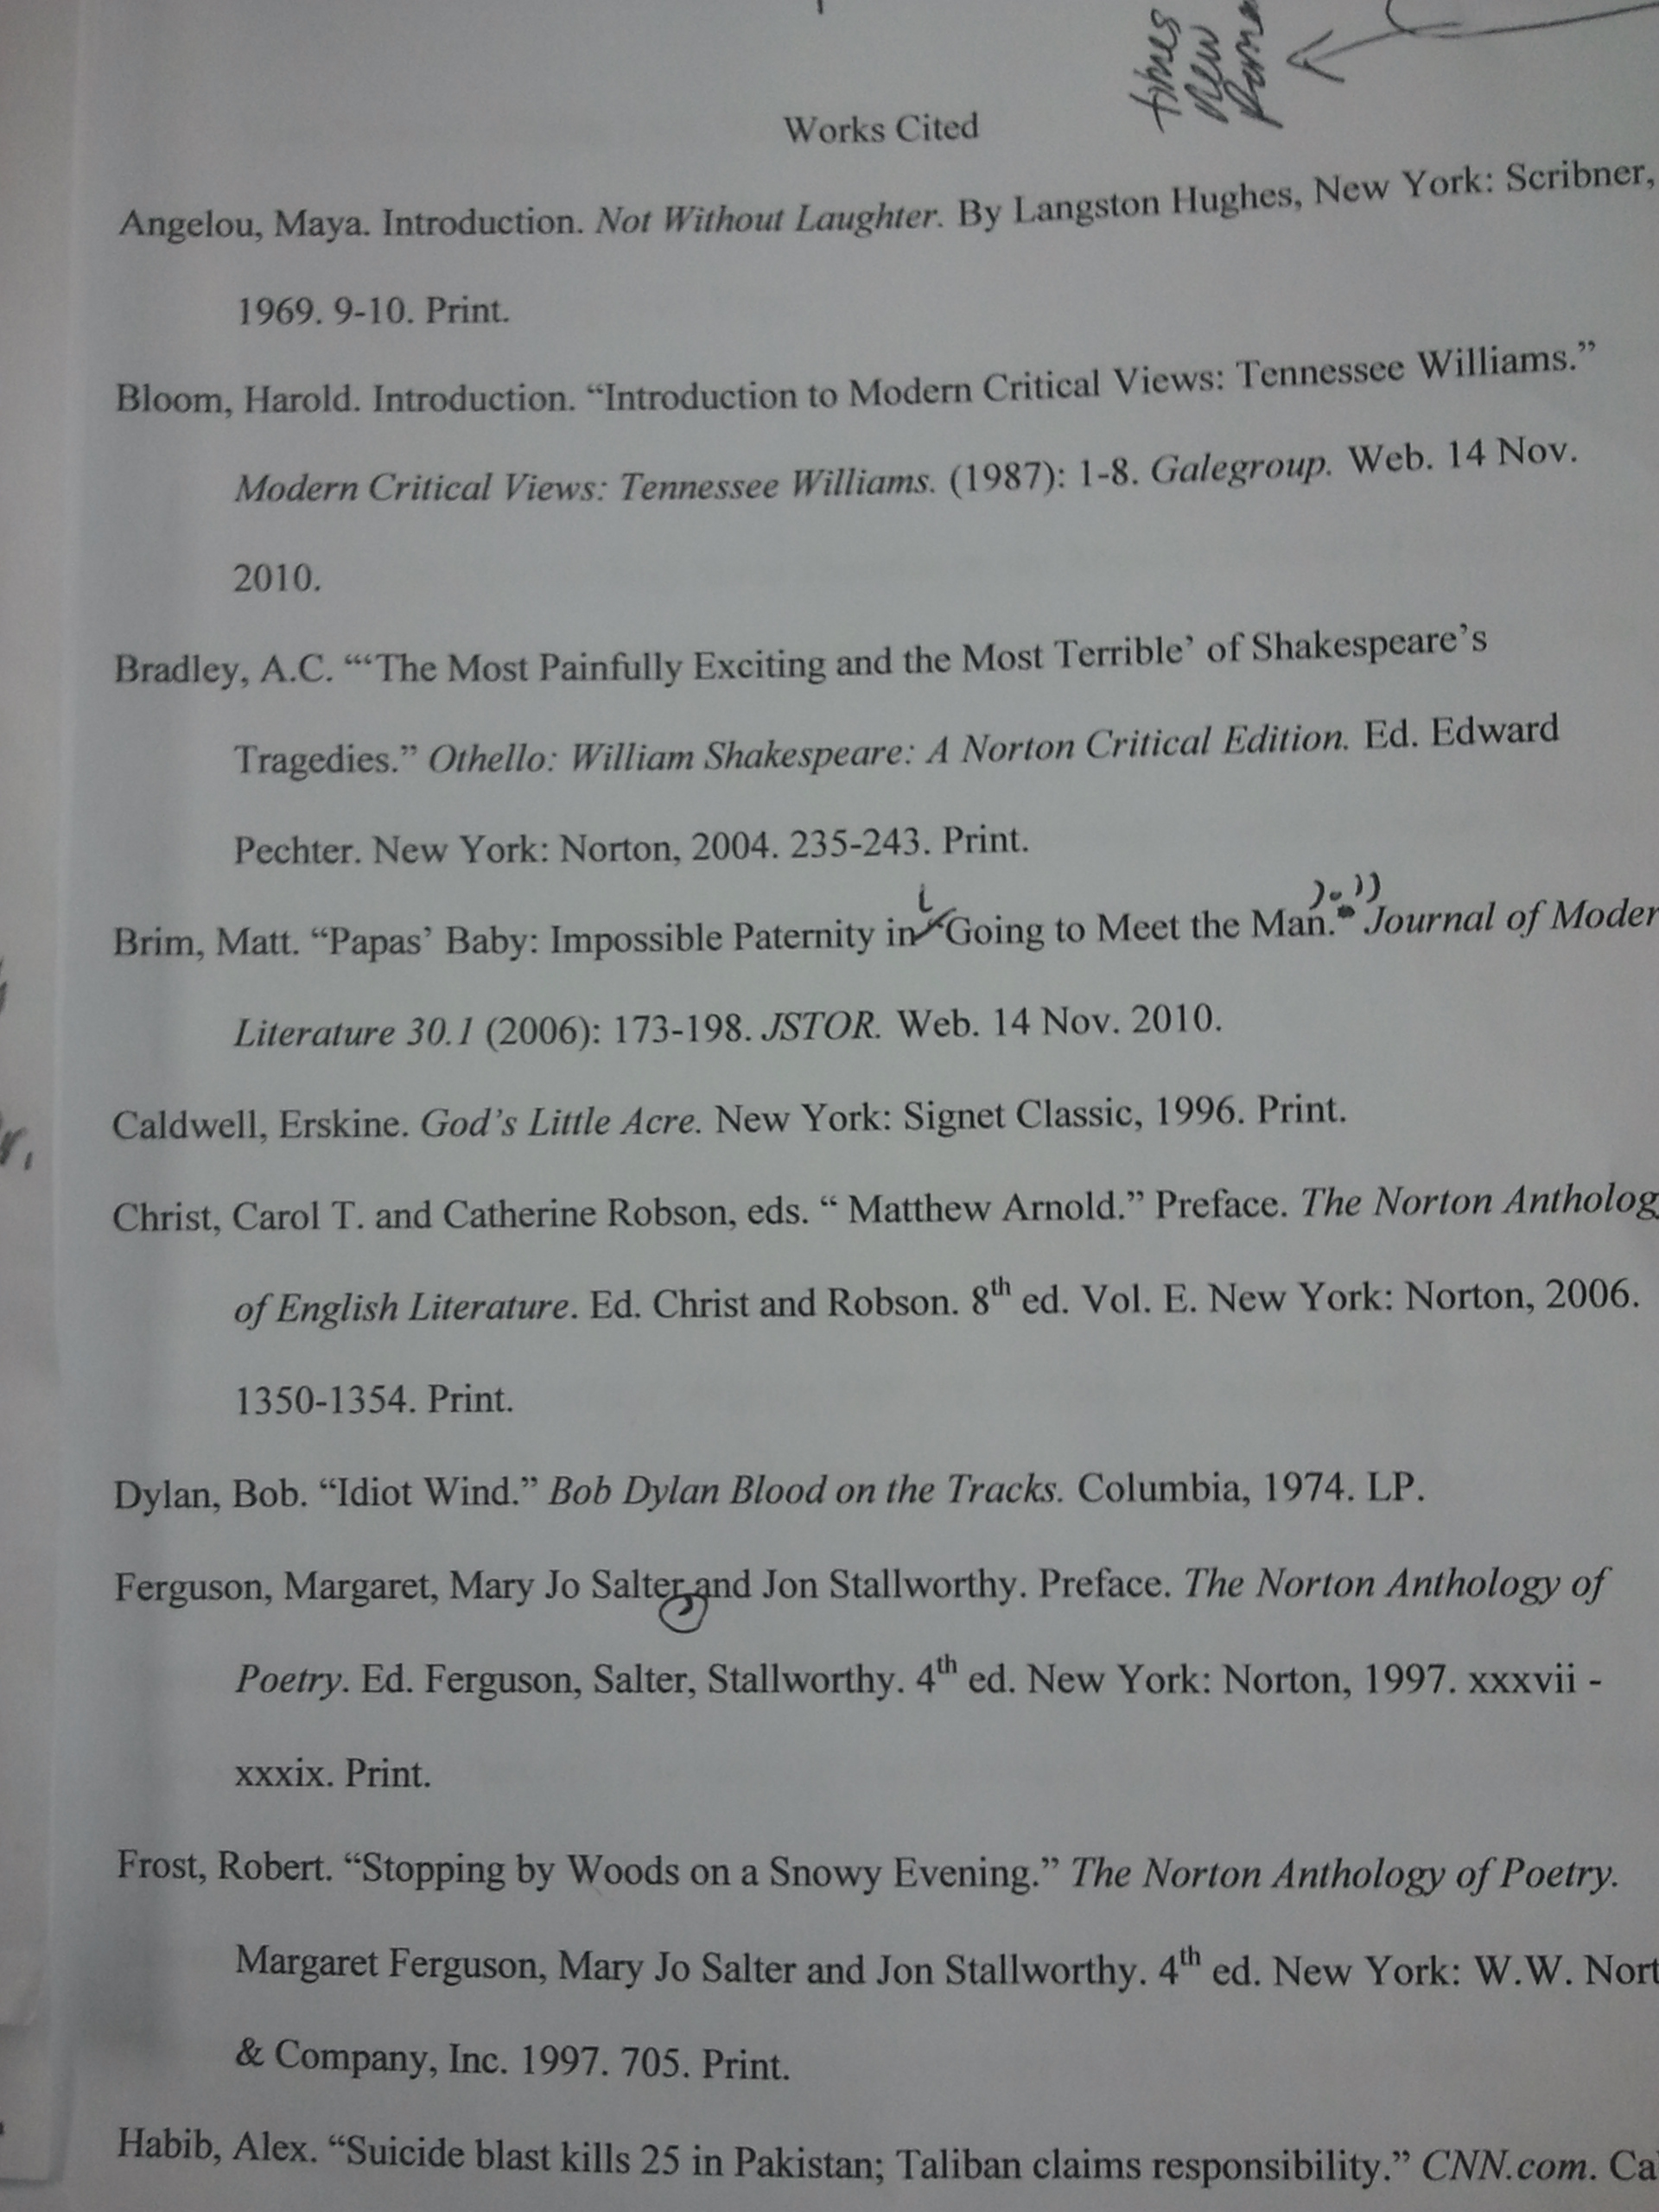 times
New
Works Cited
Angelou, Maya. Introduction. Not Without Laughter. By Langston Hughes, New York: Scribner,
1969. 9-10. Print.
Bloom, Harold. Introduction. “Introduction to Modern Critical Views: Tennessee Williams.”
Modern Critical Views: Tennessee Williams. (1987): 1-8. Galegroup. Web. 14 Nov.
2010.
Bradley, A.C. “‘The Most Painfully Exciting and the Most Terrible’ of Shakespeare’s
Tragedies.” Othello: William Shakespeare: A Norton Critical Edition. Ed. Edward
Pechter. New York: Norton, 2004. 235-243. Print.
Brim, Matt. “Papas’ Baby: Impossible Paternity in Going to Meet the Man.” Journal of Moder
Literature 30.1 (2006): 173-198. JSTOR. Web. 14 Nov. 2010.
Caldwell, Erskine. God’s Little Acre. New York: Signet Classic, 1996. Print.
Christ, Carol T. and Catherine Robson, eds. “ Matthew Arnold.” Preface. The Norton Antholog
of English Literature. Ed. Christ and Robson. 8th ed. Vol. E. New York: Norton, 2006.
1350-1354. Print.
Dylan, Bob. “Idiot Wind.” Bob Dylan Blood on the Tracks. Columbia, 1974. LP.
Ferguson, Margaret, Mary Jo Salter, and Jon Stallworthy. Preface. The Norton Anthology of
Poetry. Ed. Ferguson, Salter, Stallworthy. 4th ed. New York: Norton, 1997. xxxvii -
xxxix. Print.
Frost, Robert. “Stopping by Woods on a Snowy Evening.” The Norton Anthology of Poetry.
Margaret Ferguson, Mary Jo Salter and Jon Stallworthy. 4th ed. New York: W.W. Nort
& Company, Inc. 1997. 705. Print.
Habib, Alex. “Suicide blast kills 25 in Pakistan; Taliban claims responsibility.” CNN.com. Ca